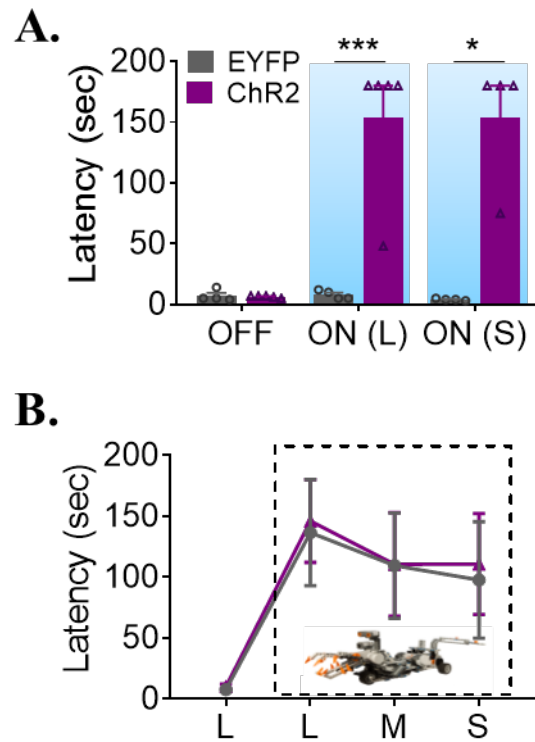 A.
*** *
EYFP
ChR2
Latency (sec)
200
150
100
50
0
OFF ON (L) ON (S)
B.
Latency (sec)
200
150
100
50
0
L L M S